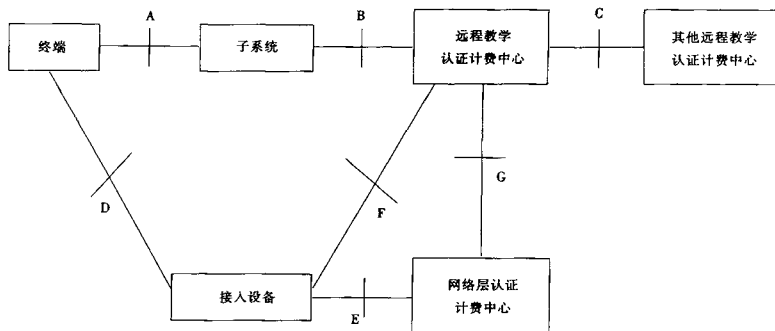 A
B
C
终端
子系统
远程教学
认证计费中心
其他远程教学
认证计费中心
D
F
G
接入设备
E
网络层认证
计费中心